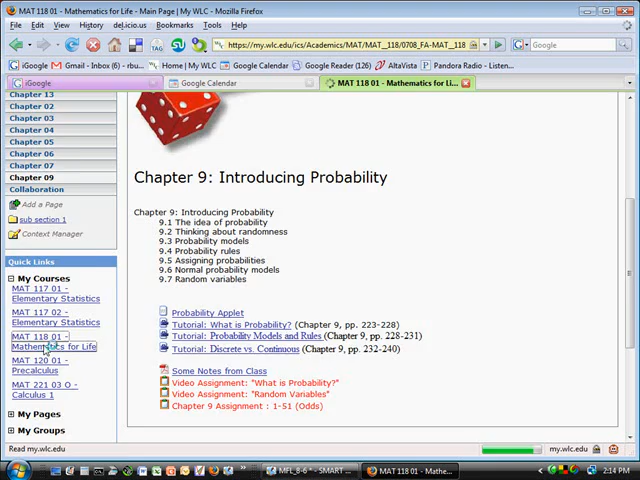 MAT 118 01 - Mathematics for Life - Main Page | My WLC - Mozilla Firefox
File Edit View History del.icio.us Bookmarks Tools Help
TAG https://my.wlc.edu/ics/Academics/MAT/MAT__118/0708_FA-MAT__118 Google
iGoogle Gmail - Inbox (6) - rbu... Home | My WLC Google Calendar Google Reader (126) AltaVista Pandora Radio - Listen...
iGoogle Google Calendar MAT 118 01 - Mathematics for Li...
Chapter 13
Chapter 02
Chapter 03
Chapter 04
Chapter 05
Chapter 06
Chapter 07
Chapter 09
Collaboration
Add a Page
sub section 1
Context Manager
Quick Links
My Courses
MAT 117 01 -
Elementary Statistics
MAT 117 02 -
Elementary Statistics
MAT 118 01 -
Mathematics for Life
MAT 120 01 -
Precalculus
MAT 221 03 O -
Calculus 1
My Pages
My Groups
Chapter 9: Introducing Probability
Chapter 9: Introducing Probability
9.1 The idea of probability
9.2 Thinking about randomness
9.3 Probability models
9.4 Probability rules
9.5 Assigning probabilities
9.6 Normal probability models
9.7 Random variables
Probability Applet
Tutorial: What is Probability? (Chapter 9, pp. 223-228)
Tutorial: Probability Models and Rules (Chapter 9, pp. 228-231)
Tutorial: Discrete vs. Continuous (Chapter 9, pp. 232-240)
Some Notes from Class
Video Assignment: "What is Probability?"
Video Assignment: "Random Variables"
Chapter 9 Assignment : 1-51 (Odds)
Read my.wlc.edu
my.wlc.edu
MFL_8-6 * - SMART ... MAT 118 01 - Mathe... 2:14 PM